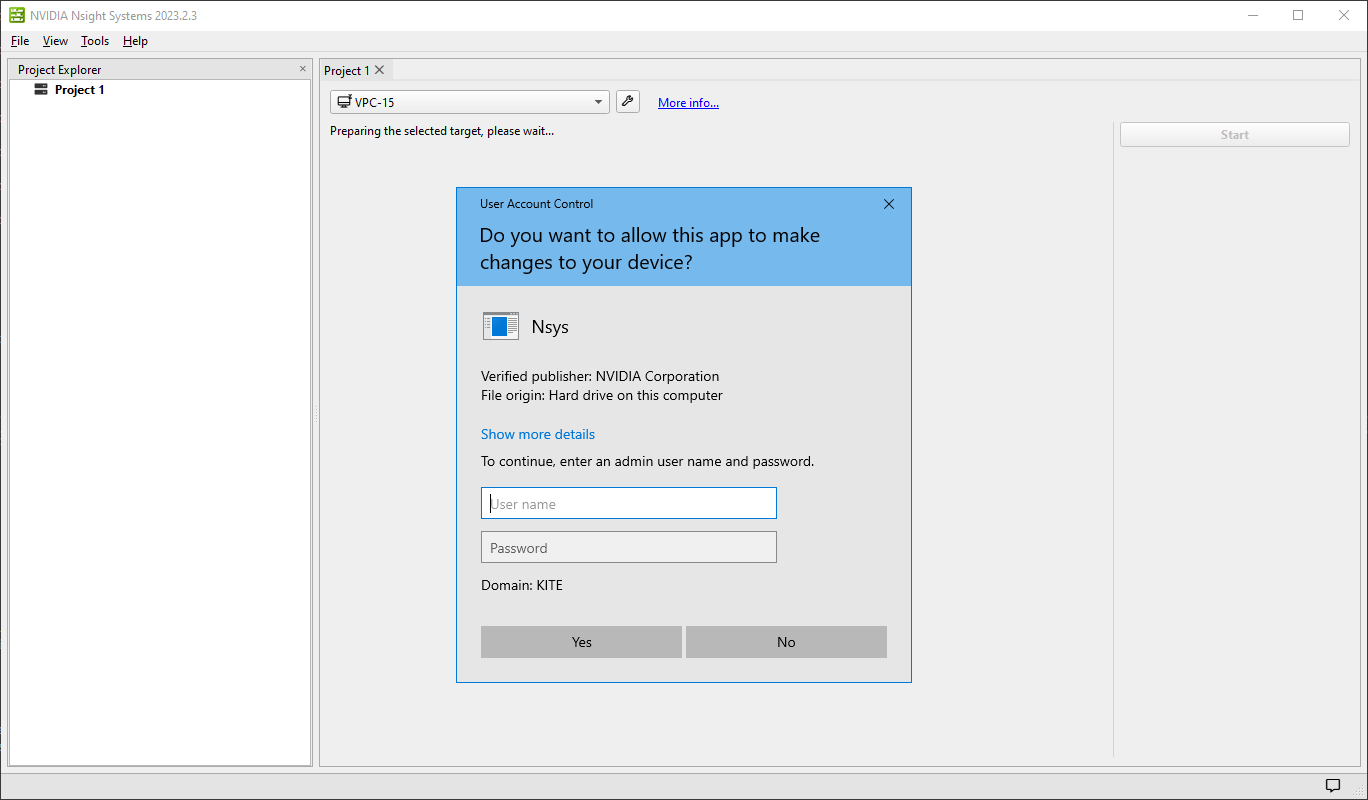 NVIDIA Nsight Systems 2023.2.3
File View Tools Help
Project Explorer
Project 1
Project 1
VPC-15
More info...
Preparing the selected target, please wait...
Start
User Account Control
Do you want to allow this app to make
changes to your device?
Nsys
Verified publisher: NVIDIA Corporation
File origin: Hard drive on this computer
Show more details
To continue, enter an admin user name and password.
User name
Password
Domain: KITE
Yes No